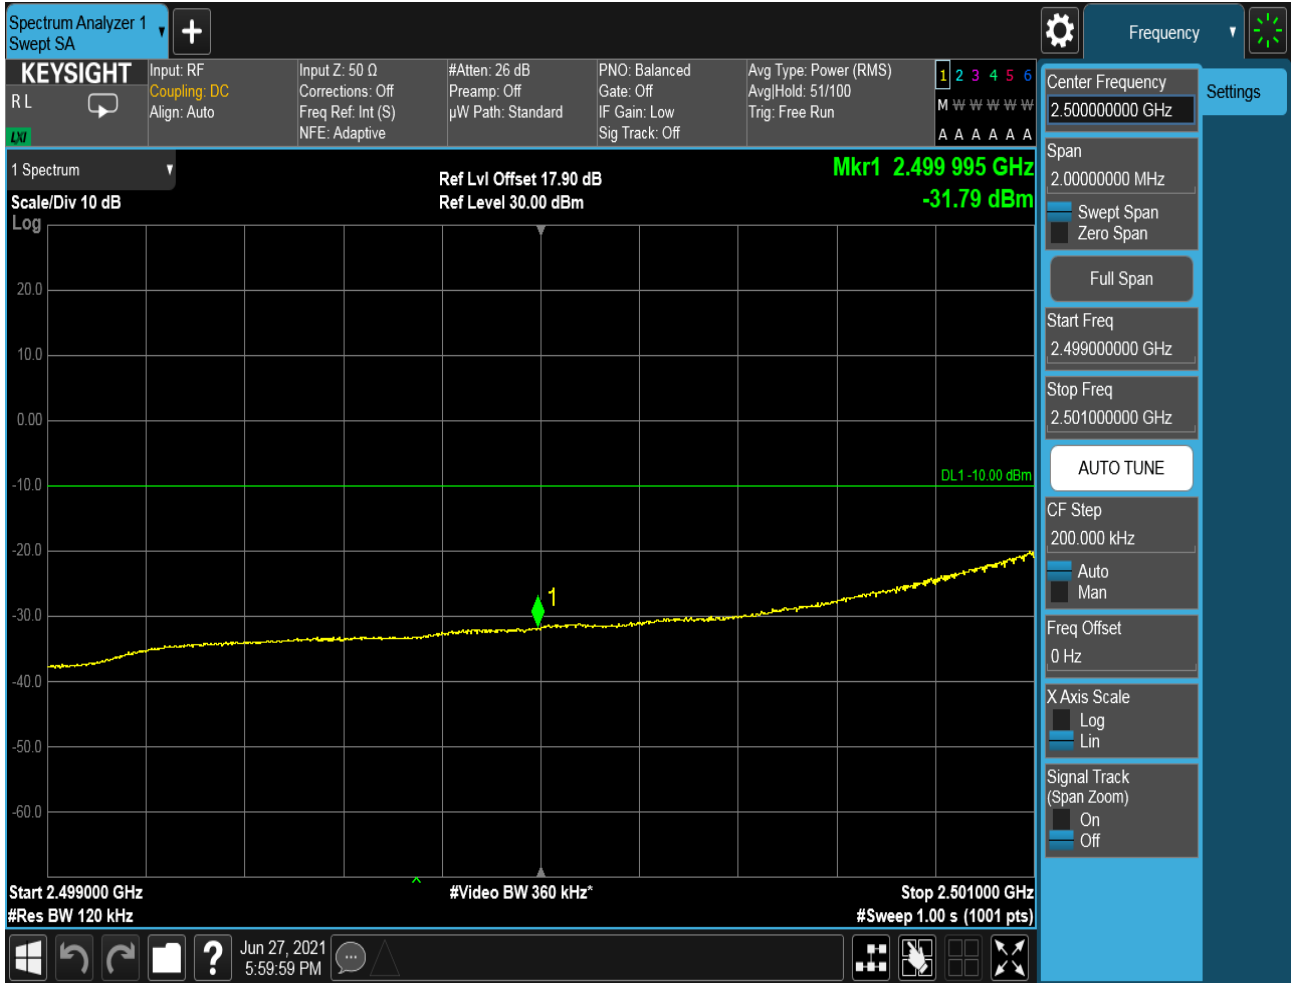 Spectrum Analyzer 1
Swept SA
Frequency
KEYSIGHT
R L
LXI
Input: RF
Coupling: DC
Align: Auto
Input Z: 50 Ω
Corrections: Off
Freq Ref: Int (S)
NFE: Adaptive
#Atten: 26 dB
Preamp: Off
µW Path: Standard
PNO: Balanced
Gate: Off
IF Gain: Low
Sig Track: Off
Avg Type: Power (RMS)
Avg|Hold: 51/100
Trig: Free Run
1 2 3 4 5 6
M W W W W W
A A A A A A
Center Frequency
2.500000000 GHz
Settings
Span
2.00000000 MHz
Swept Span
Zero Span
Full Span
Start Freq
2.499000000 GHz
Stop Freq
2.501000000 GHz
AUTO TUNE
CF Step
200.000 kHz
Auto
Man
Freq Offset
0 Hz
X Axis Scale
Log
Lin
Signal Track
(Span Zoom)
On
Off
1 Spectrum
Scale/Div 10 dB
Log
Ref Lvl Offset 17.90 dB
Ref Level 30.00 dBm
Mkr1 2.499 995 GHz
-31.79 dBm
20.0
10.0
0.00
-10.0
-20.0
-30.0
-40.0
-50.0
-60.0
DL1 -10.00 dBm
1
Start 2.499000 GHz
#Res BW 120 kHz
#Video BW 360 kHz*
Stop 2.501000 GHz
#Sweep 1.00 s (1001 pts)
?
Jun 27, 2021
5:59:59 PM